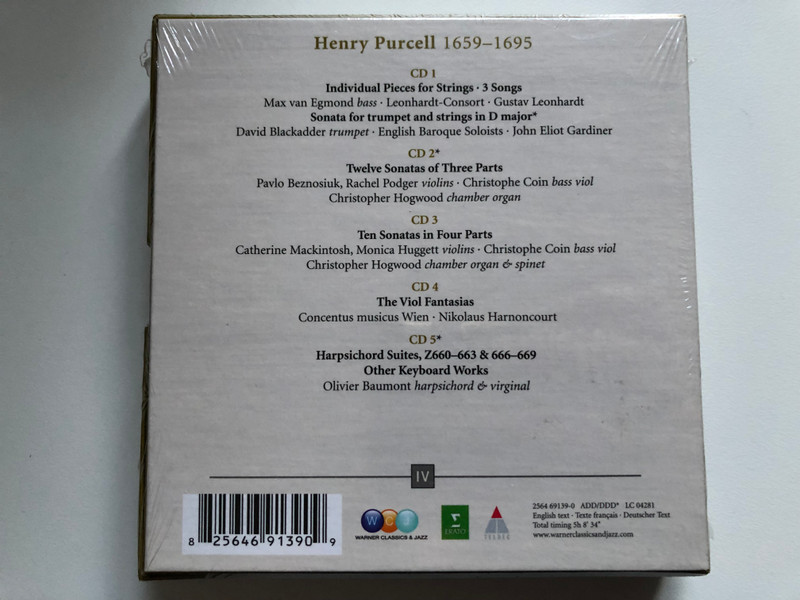 Henry Purcell 1659–1695
CD 1
Individual Pieces for Strings · 3 Songs
Max van Egmond bass · Leonhardt-Consort · Gustav Leonhardt
Sonata for trumpet and strings in D major*
David Blackadder trumpet · English Baroque Soloists · John Eliot Gardiner
CD 2*
Twelve Sonatas of Three Parts
Pavlo Beznosiuk, Rachel Podger violins · Christophe Coin bass viol
Christopher Hogwood chamber organ
CD 3
Ten Sonatas in Four Parts
Catherine Mackintosh, Monica Huggett violins · Christophe Coin bass viol
Christopher Hogwood chamber organ & spinet
CD 4
The Viol Fantasias
Concentus musicus Wien · Nikolaus Harnoncourt
CD 5*
Harpsichord Suites, Z660–663 & 666–669
Other Keyboard Works
Olivier Baumont harpsichord & virginal
IV
8 25646 91390 9
WCJ
WARNER CLASSICS & JAZZ
Σ
ERATO
TELDEC
2564 69139-0 ADD/DDD* LC 04281
English text · Texte français · Deutscher Text
Total timing 5h 8' 34"
www.warnerclassicsandjazz.com